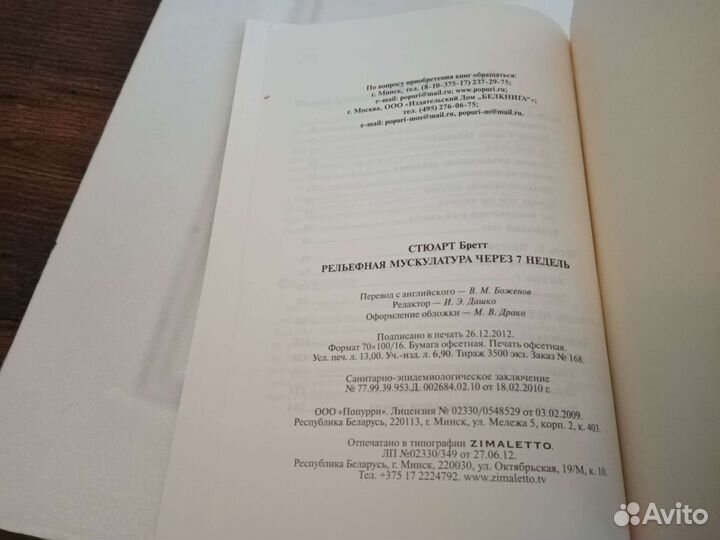 По вопросу приобретения книг обращаться:
г. Минск, тел. (8-10-375-17) 237-29-75;
e-mail: popuri@mail.ru; www.popuri.ru;
г. Москва, ООО «Издательский Дом „БЕЛКНИГА"»;
тел. (495) 276-06-75;
e-mail: popuri-mos@mail.ru, popuri-m@mail.ru.
СТЮАРТ Бретт
РЕЛЬЕФНАЯ МУСКУЛАТУРА ЧЕРЕЗ 7 НЕДЕЛЬ
Перевод с английского — В. М. Боженов
Редактор — И. Э. Дашко
Оформление обложки — М. В. Драко
Подписано в печать 26.12.2012.
Формат 70×100/16. Бумага офсетная. Печать офсетная.
Усл. печ. л. 13,00. Уч.-изд. л. 6,90. Тираж 3500 экз. Заказ № 168.
Санитарно-эпидемиологическое заключение
№ 77.99.39.953.Д. 002684.02.10 от 18.02.2010 г.
ООО «Попурри». Лицензия № 02330/0548529 от 03.02.2009.
Республика Беларусь, 220113, г. Минск, ул. Мележа 5, корп. 2, к. 403.
Отпечатано в типографии ZIMALETTO.
ЛП №02330/349 от 27.06.12.
Республика Беларусь, г. Минск, 220030, ул. Октябрьская, 19/М, к. 10.
Тел. +375 17 2224792. www.zimaletto.tv
Avito